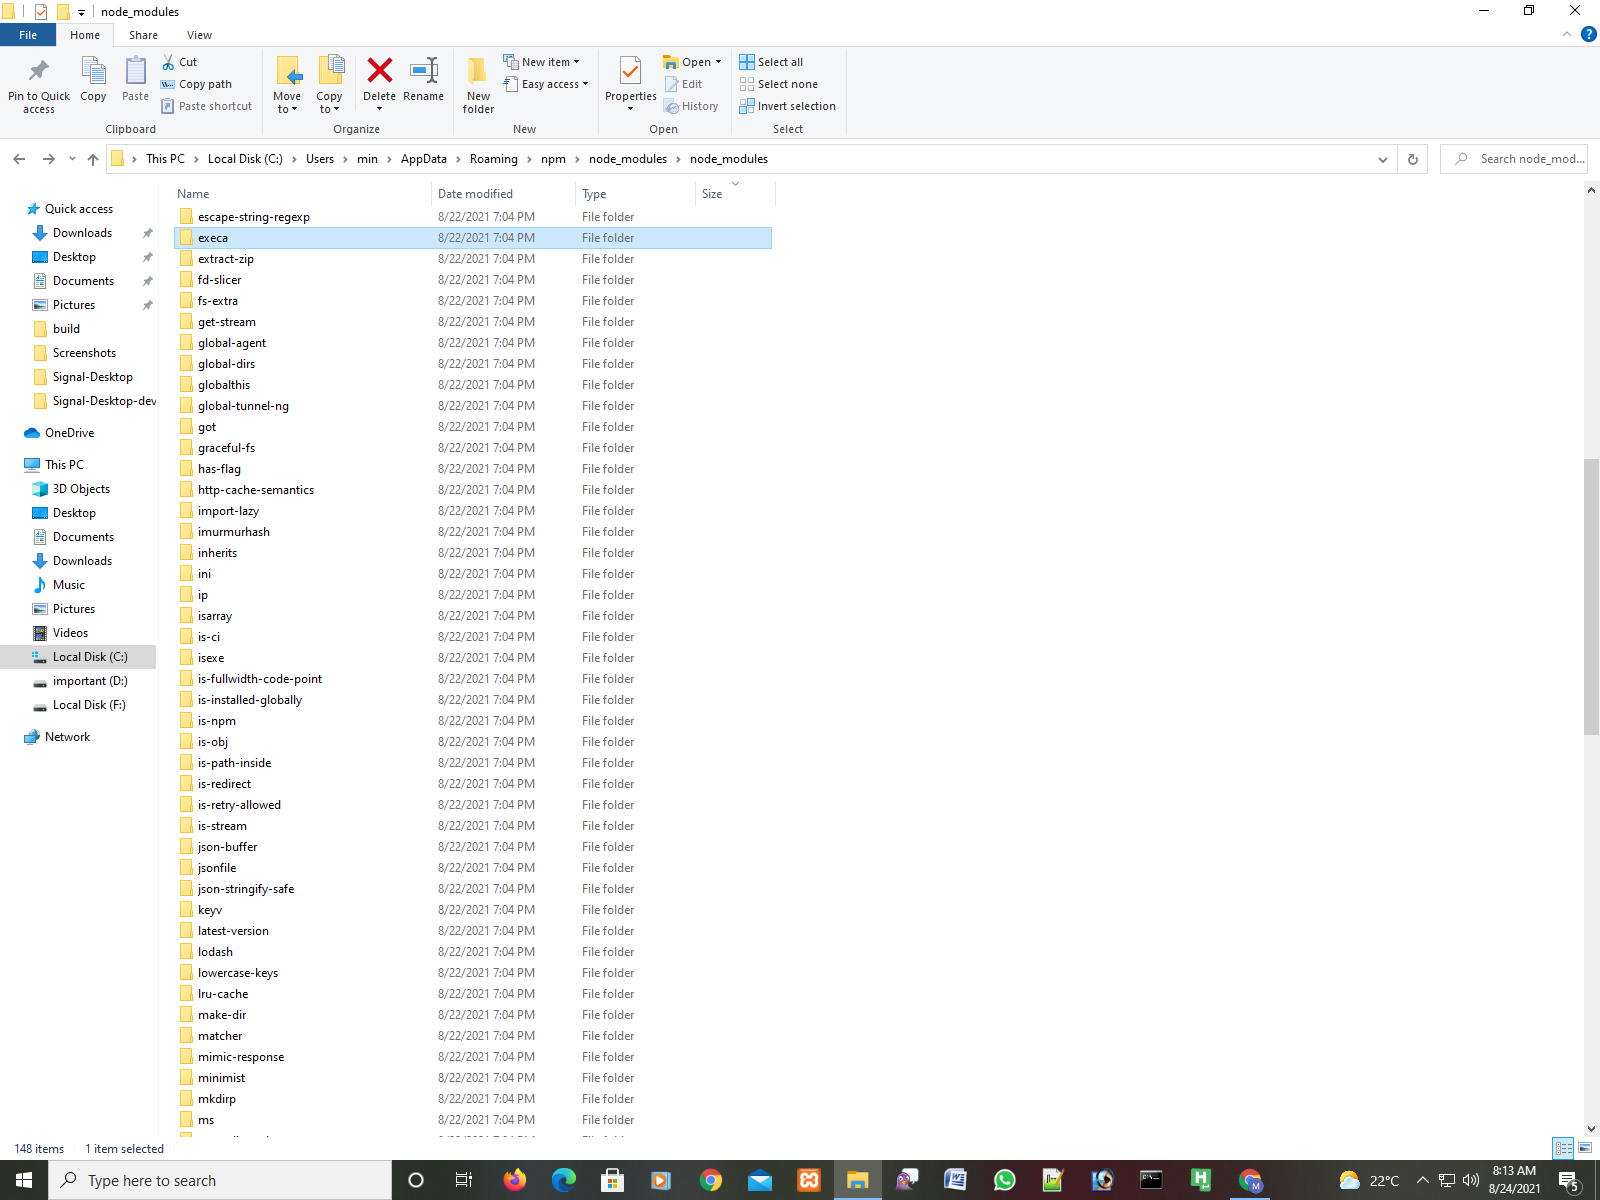 node_modules
File Home Share View
Pin to Quick access
Copy
Paste
Cut
Copy path
Paste shortcut
Clipboard
Move to
Copy to
Delete
Rename
Organize
New folder
New item
Easy access
New
Properties
Open
Edit
History
Open
Select all
Select none
Invert selection
Select
This PC Local Disk (C:) Users min AppData Roaming npm node_modules node_modules
Search node_mod...
Quick access
Downloads
Desktop
Documents
Pictures
build
Screenshots
Signal-Desktop
Signal-Desktop-dev
OneDrive
This PC
3D Objects
Desktop
Documents
Downloads
Music
Pictures
Videos
Local Disk (C:)
important (D:)
Local Disk (F:)
Network
Name Date modified Type Size
escape-string-regexp 8/22/2021 7:04 PM File folder
execa 8/22/2021 7:04 PM File folder
extract-zip 8/22/2021 7:04 PM File folder
fd-slicer 8/22/2021 7:04 PM File folder
fs-extra 8/22/2021 7:04 PM File folder
get-stream 8/22/2021 7:04 PM File folder
global-agent 8/22/2021 7:04 PM File folder
global-dirs 8/22/2021 7:04 PM File folder
globalthis 8/22/2021 7:04 PM File folder
global-tunnel-ng 8/22/2021 7:04 PM File folder
got 8/22/2021 7:04 PM File folder
graceful-fs 8/22/2021 7:04 PM File folder
has-flag 8/22/2021 7:04 PM File folder
http-cache-semantics 8/22/2021 7:04 PM File folder
import-lazy 8/22/2021 7:04 PM File folder
imurmurhash 8/22/2021 7:04 PM File folder
inherits 8/22/2021 7:04 PM File folder
ini 8/22/2021 7:04 PM File folder
ip 8/22/2021 7:04 PM File folder
isarray 8/22/2021 7:04 PM File folder
is-ci 8/22/2021 7:04 PM File folder
isexe 8/22/2021 7:04 PM File folder
is-fullwidth-code-point 8/22/2021 7:04 PM File folder
is-installed-globally 8/22/2021 7:04 PM File folder
is-npm 8/22/2021 7:04 PM File folder
is-obj 8/22/2021 7:04 PM File folder
is-path-inside 8/22/2021 7:04 PM File folder
is-redirect 8/22/2021 7:04 PM File folder
is-retry-allowed 8/22/2021 7:04 PM File folder
is-stream 8/22/2021 7:04 PM File folder
json-buffer 8/22/2021 7:04 PM File folder
jsonfile 8/22/2021 7:04 PM File folder
json-stringify-safe 8/22/2021 7:04 PM File folder
keyv 8/22/2021 7:04 PM File folder
latest-version 8/22/2021 7:04 PM File folder
lodash 8/22/2021 7:04 PM File folder
lowercase-keys 8/22/2021 7:04 PM File folder
lru-cache 8/22/2021 7:04 PM File folder
make-dir 8/22/2021 7:04 PM File folder
matcher 8/22/2021 7:04 PM File folder
mimic-response 8/22/2021 7:04 PM File folder
minimist 8/22/2021 7:04 PM File folder
mkdirp 8/22/2021 7:04 PM File folder
ms 8/22/2021 7:04 PM File folder
148 items 1 item selected
Type here to search
22°C
8:13 AM
8/24/2021
5